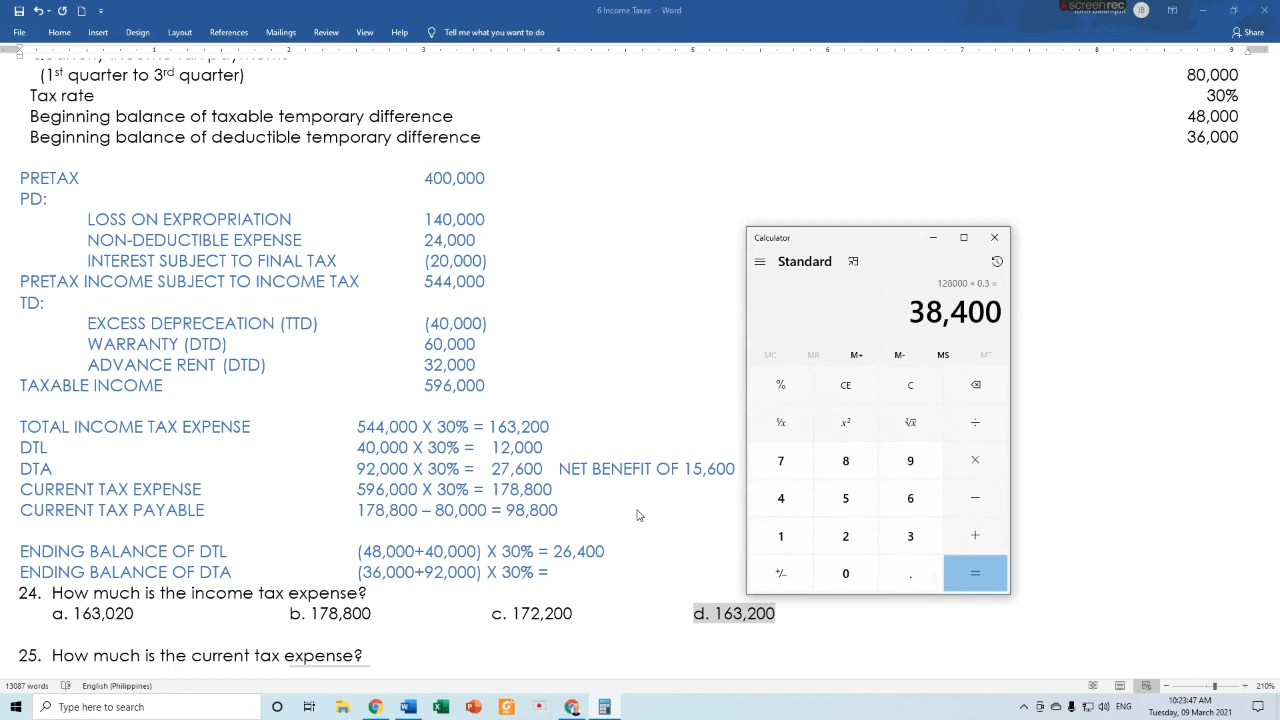 6 Income Taxes - Word
screenrec
JB
File Home Insert Design Layout References Mailings Review View Help Tell me what you want to do Share
1 2 3 4 5 6 7 8 9
(1st quarter to 3rd quarter) 80,000
Tax rate 30%
Beginning balance of taxable temporary difference 48,000
Beginning balance of deductible temporary difference 36,000
PRETAX 400,000
PD:
LOSS ON EXPROPRIATION 140,000
NON-DEDUCTIBLE EXPENSE 24,000
INTEREST SUBJECT TO FINAL TAX (20,000)
PRETAX INCOME SUBJECT TO INCOME TAX 544,000
TD:
EXCESS DEPRECEATION (TTD) (40,000)
WARRANTY (DTD) 60,000
ADVANCE RENT (DTD) 32,000
TAXABLE INCOME 596,000
TOTAL INCOME TAX EXPENSE 544,000 X 30% = 163,200
DTL 40,000 X 30% = 12,000
DTA 92,000 X 30% = 27,600 NET BENEFIT OF 15,600
CURRENT TAX EXPENSE 596,000 X 30% = 178,800
CURRENT TAX PAYABLE 178,800 – 80,000 = 98,800
ENDING BALANCE OF DTL (48,000+40,000) X 30% = 26,400
ENDING BALANCE OF DTA (36,000+92,000) X 30% =
24. How much is the income tax expense?
a. 163,020 b. 178,800 c. 172,200 d. 163,200
25. How much is the current tax expense?
Calculator
Standard
128000 × 0.3 =
38,400
MC MR M+ M- MS M˅
% CE C
¹/x x² ²√x ÷
7 8 9 ×
4 5 6 −
1 2 3 +
+/- 0 . =
13087 words English (Philippines) 210%
Type here to search
ENG
10:23:47 AM
Tuesday, 09 March 2021